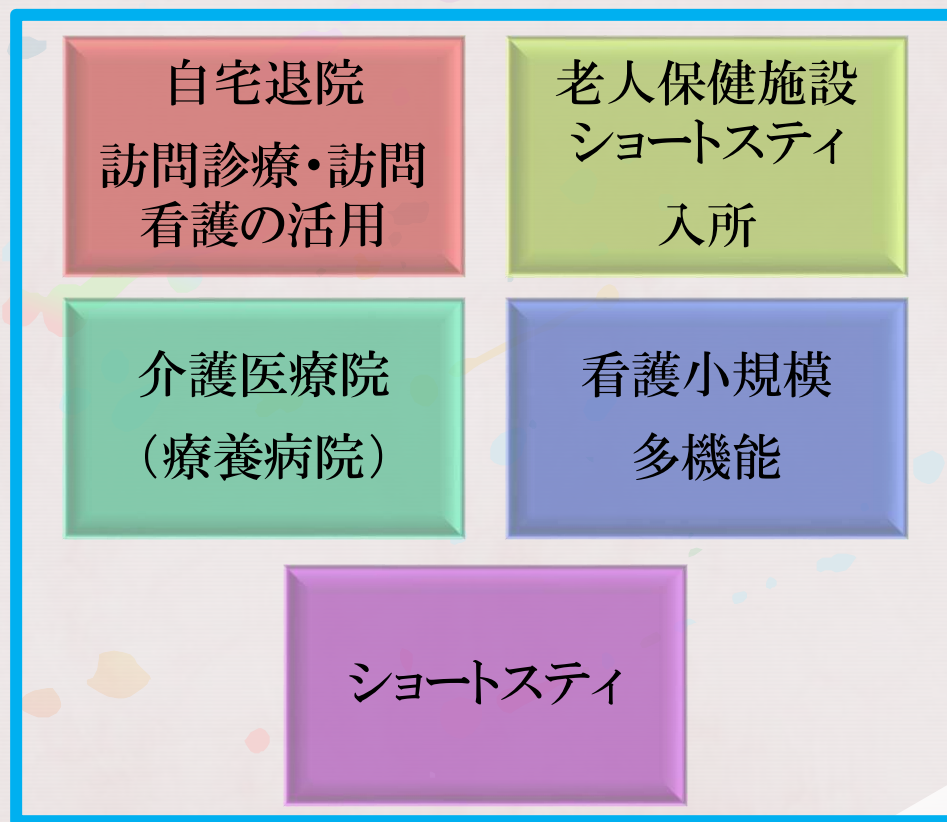 自宅退院
訪問診療・訪問
看護の活用
老人保健施設
ショートスティ
入所
介護医療院
（療養病院）
看護小規模
多機能
ショートスティ